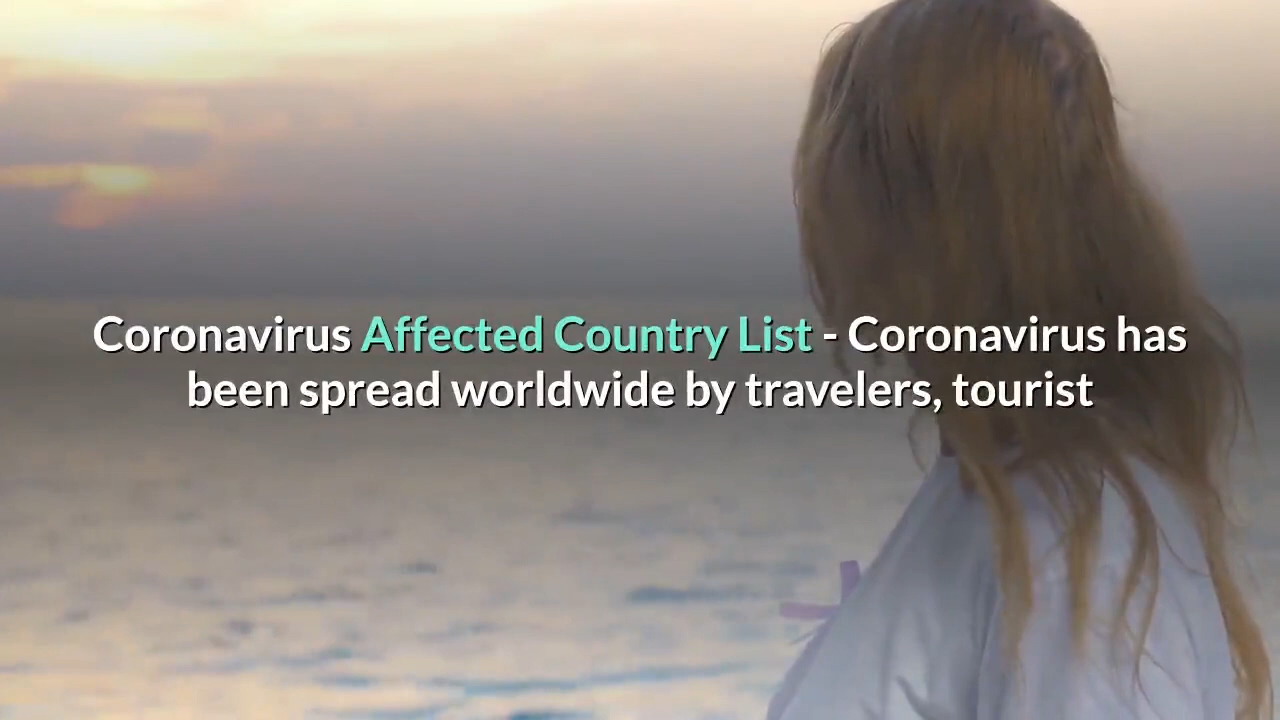 Coronavirus Affected Country List - Coronavirus has
been spread worldwide by travelers, tourist